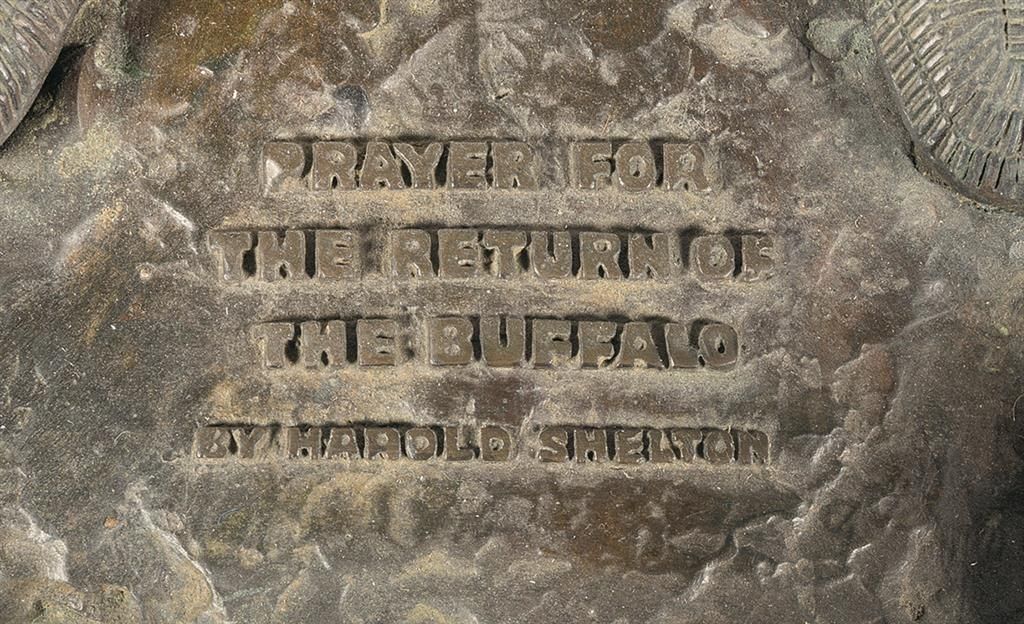 PRAYER FOR
THE RETURN OF
THE BUFFALO
BY HAROLD SHELTON